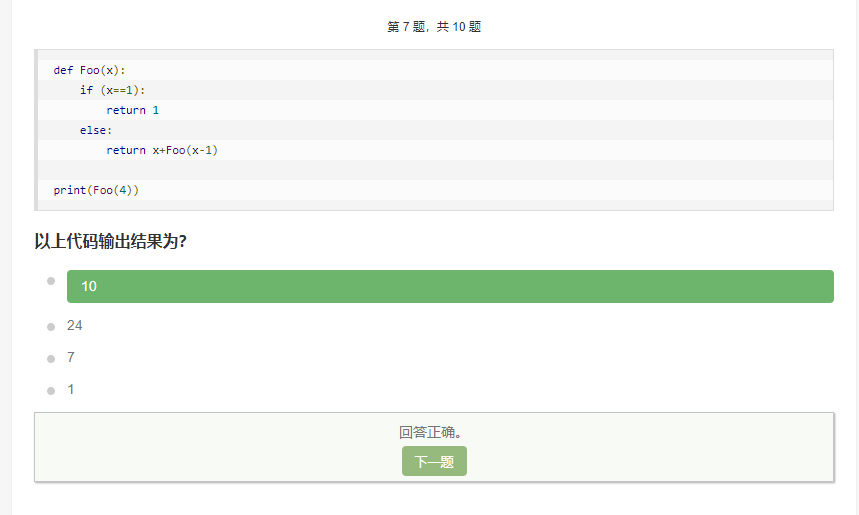 第 7 题，共 10 题
def Foo(x):
    if (x==1):
        return 1
    else:
        return x+Foo(x-1)

print(Foo(4))
以上代码输出结果为?
10
24
7
1
回答正确。
下一题